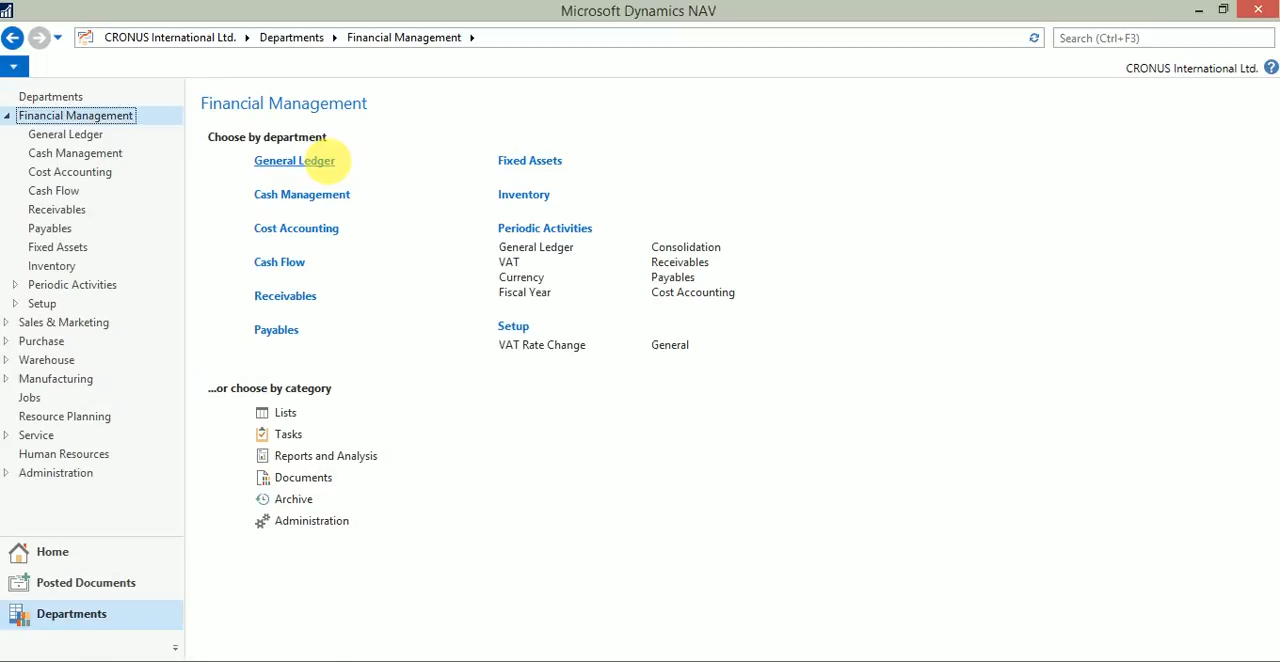 Microsoft Dynamics NAV
CRONUS International Ltd. Departments Financial Management
Search (Ctrl+F3)
CRONUS International Ltd.
Departments
Financial Management
General Ledger
Cash Management
Cost Accounting
Cash Flow
Receivables
Payables
Fixed Assets
Inventory
Periodic Activities
Setup
Sales & Marketing
Purchase
Warehouse
Manufacturing
Jobs
Resource Planning
Service
Human Resources
Administration
Home
Posted Documents
Departments
Financial Management
Choose by department
General Ledger
Cash Management
Cost Accounting
Cash Flow
Receivables
Payables
Fixed Assets
Inventory
Periodic Activities
General Ledger Consolidation
VAT Receivables
Currency Payables
Fiscal Year Cost Accounting
Setup
VAT Rate Change General
...or choose by category
Lists
Tasks
Reports and Analysis
Documents
Archive
Administration